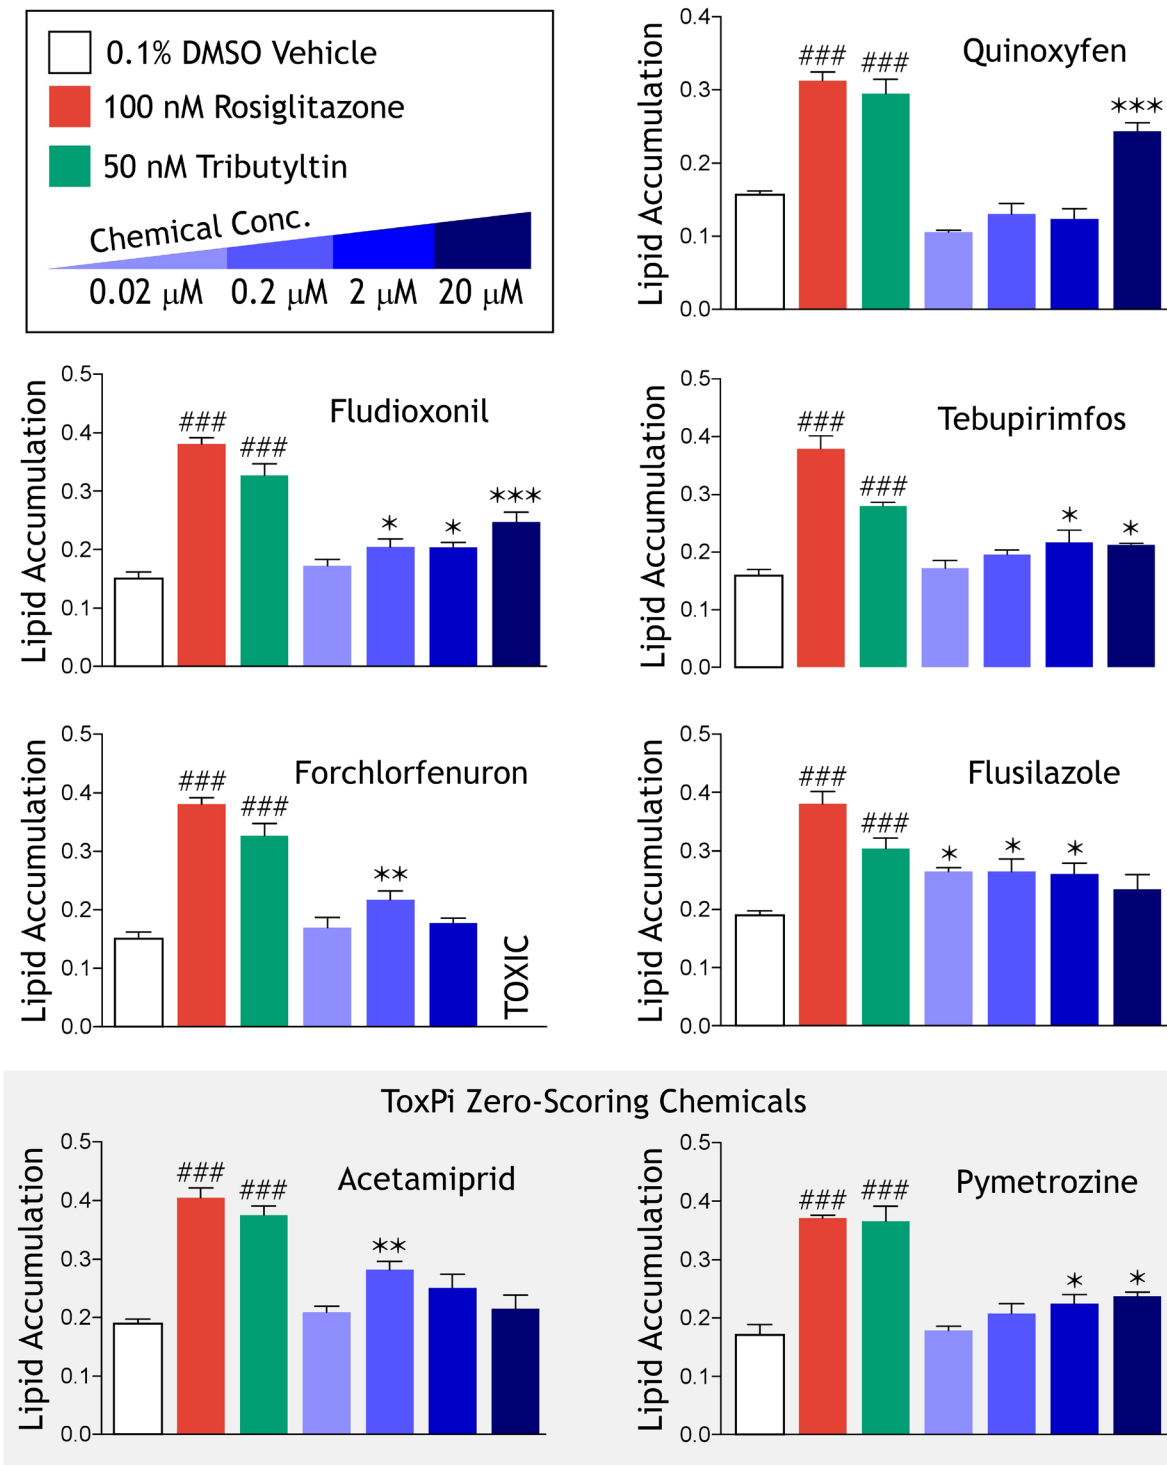 0.1% DMSO Vehicle
100 nM Rosiglitazone
50 nM Tributyltin
Chemical Conc.
0.02 μM 0.2 μM 2 μM 20 μM
Quinoxyfen
Lipid Accumulation
0.4
0.3
0.2
0.1
0.0
### ### ***
Fludioxonil
Lipid Accumulation
0.5
0.4
0.3
0.2
0.1
0.0
### ### * * ***
Tebupirimfos
Lipid Accumulation
0.5
0.4
0.3
0.2
0.1
0.0
### ### * *
Forchlorfenuron
Lipid Accumulation
0.5
0.4
0.3
0.2
0.1
0.0
### ### **
TOXIC
Flusilazole
Lipid Accumulation
0.5
0.4
0.3
0.2
0.1
0.0
### ### * * *
ToxPi Zero-Scoring Chemicals
Acetamiprid
Lipid Accumulation
0.5
0.4
0.3
0.2
0.1
0.0
### ### **
Pymetrozine
Lipid Accumulation
0.5
0.4
0.3
0.2
0.1
0.0
### ### * *